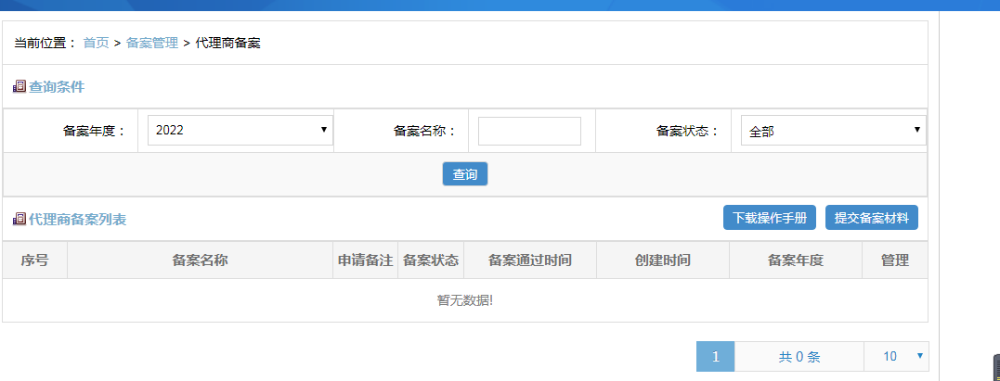 当前位置： 首页 > 备案管理 > 代理商备案
查询条件
备案年度： 2022 备案名称： 备案状态： 全部
查询
代理商备案列表 下载操作手册 提交备案材料
序号 备案名称 申请备注 备案状态 备案通过时间 创建时间 备案年度 管理
暂无数据!
1 共 0 条 10